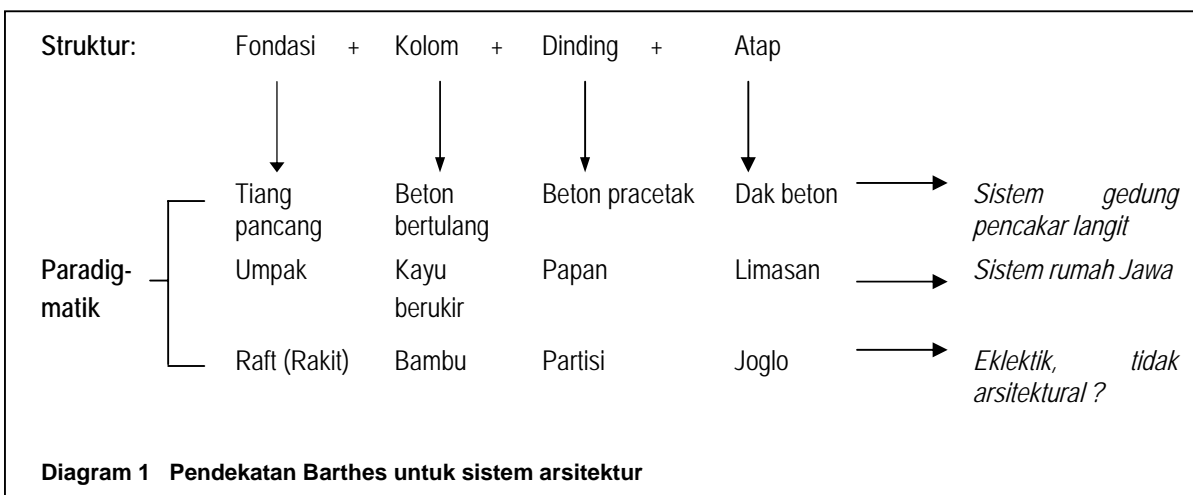 Struktur: Fondasi + Kolom + Dinding + Atap
Tiang Beton Beton pracetak Dak beton Sistem gedung
pancang bertulang pencakar langit
Paradig- Umpak Kayu Papan Limasan Sistem rumah Jawa
matik berukir
Raft (Rakit) Bambu Partisi Joglo Eklektik, tidak
arsitektural ?
Diagram 1 Pendekatan Barthes untuk sistem arsitektur